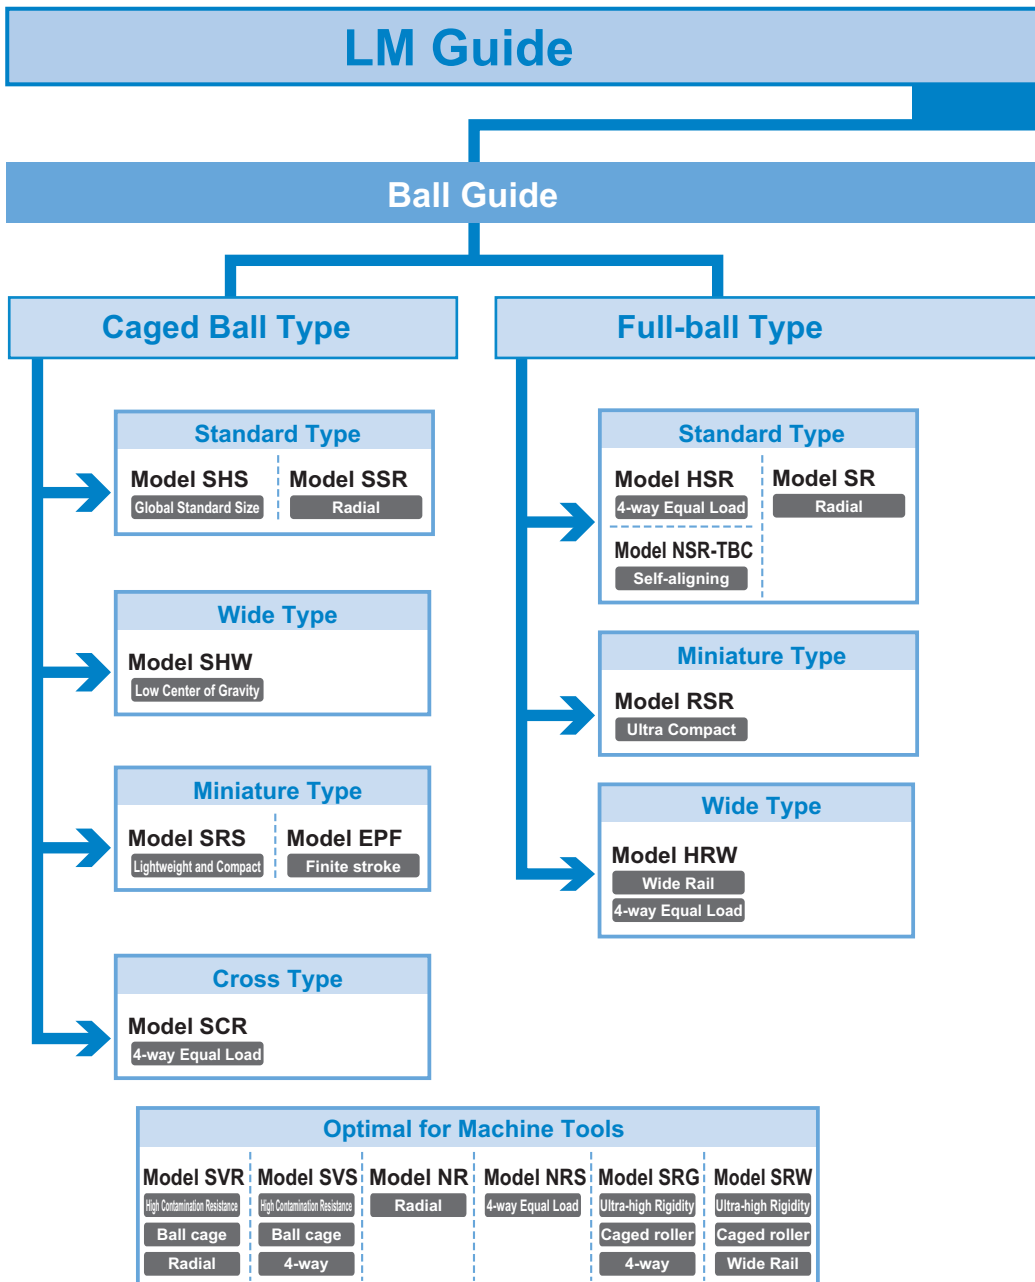 LM Guide
Ball Guide
Caged Ball Type
Standard Type
Model SHS
Global Standard Size
Model SSR
Radial
Wide Type
Model SHW
Low Center of Gravity
Miniature Type
Model SRS
Lightweight and Compact
Model EPF
Finite stroke
Cross Type
Model SCR
4-way Equal Load
Full-ball Type
Standard Type
Model HSR
4-way Equal Load
Model NSR-TBC
Self-aligning
Model SR
Radial
Miniature Type
Model RSR
Ultra Compact
Wide Type
Model HRW
Wide Rail
4-way Equal Load
Optimal for Machine Tools
Model SVR
High Contamination Resistance
Ball cage
Radial
Model SVS
High Contamination Resistance
Ball cage
4-way
Model NR
Radial
Model NRS
4-way Equal Load
Model SRG
Ultra-high Rigidity
Caged roller
4-way
Model SRW
Ultra-high Rigidity
Caged roller
Wide Rail